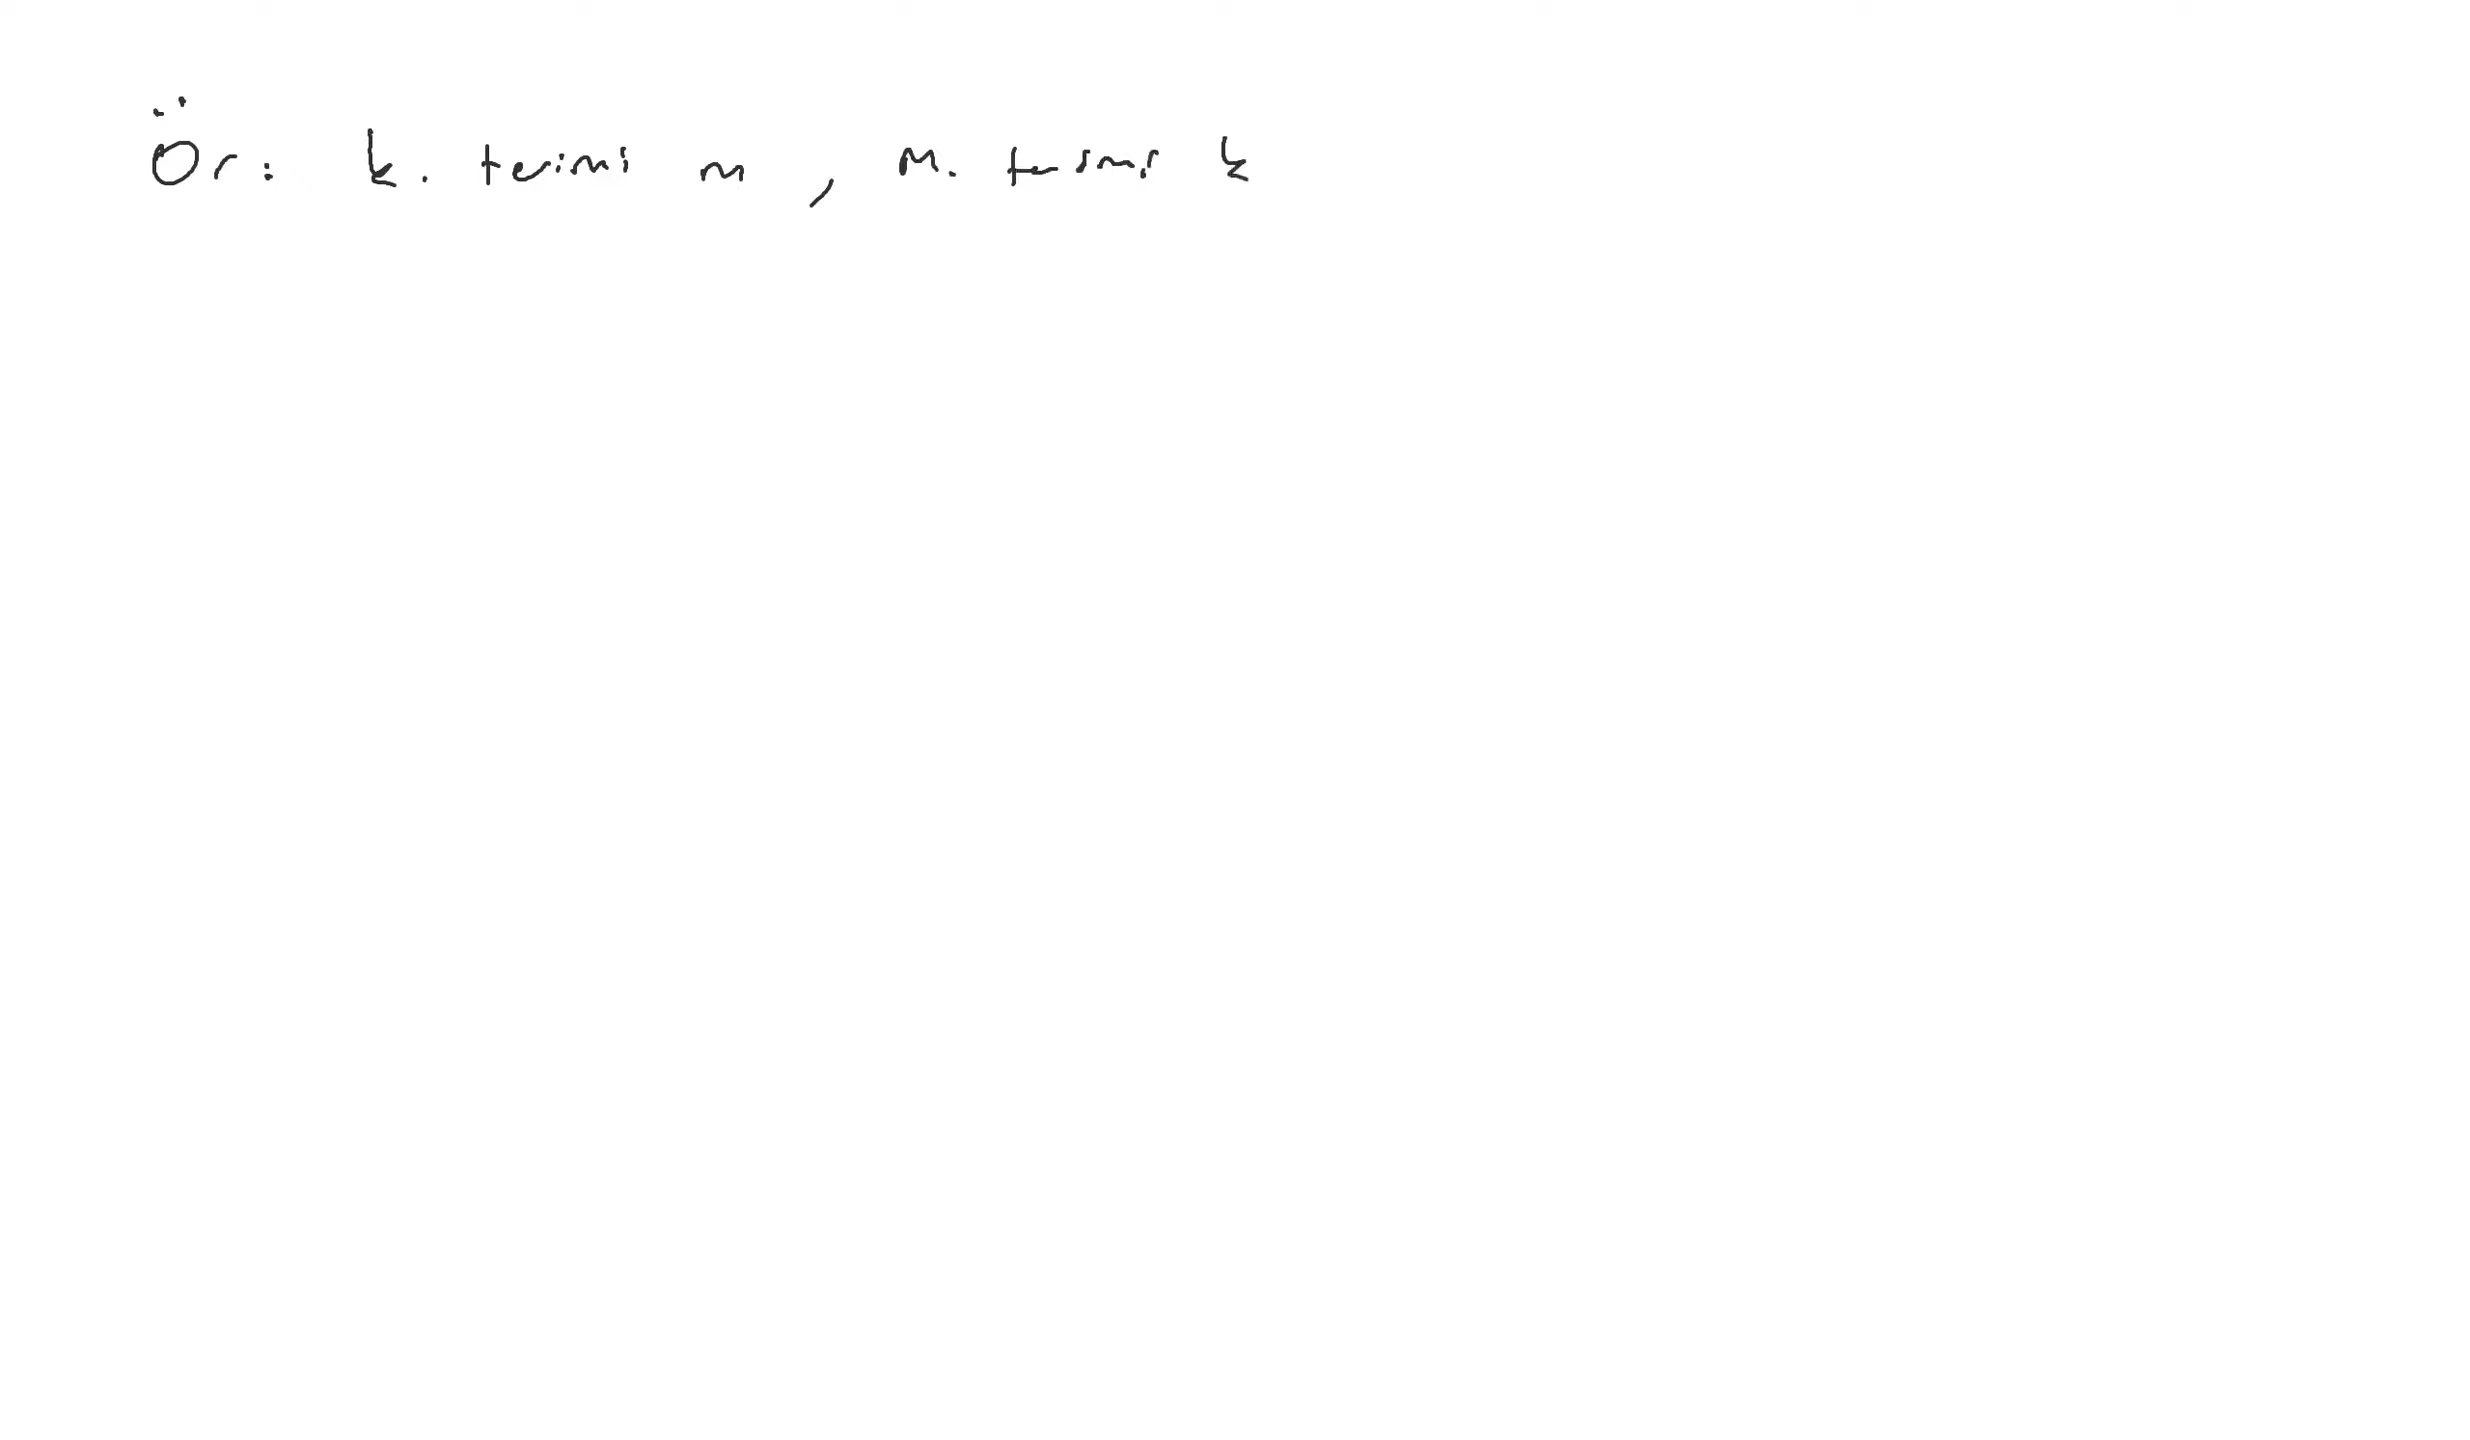 Ör: k. terimi m , m. terimi k